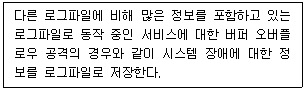 다른 로그파일에 비해 많은 정보를 포함하고 있는
로그파일로 동작 중인 서비스에 대한 버퍼 오버플
로우 공격의 경우와 같이 시스템 장애에 대한 정
보를 로그파일로 저장한다.